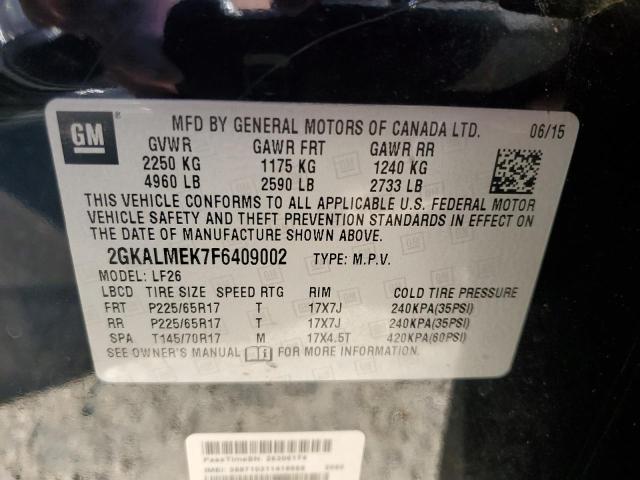 GM MFD BY GENERAL MOTORS OF CANADA LTD. 06/15
GVWR GAWR FRT GAWR RR
2250 KG 1175 KG 1240 KG
4960 LB 2590 LB 2733 LB
THIS VEHICLE CONFORMS TO ALL APPLICABLE U.S. FEDERAL MOTOR
VEHICLE SAFETY AND THEFT PREVENTION STANDARDS IN EFFECT ON
THE DATE OF MANUFACTURE SHOWN ABOVE.
2GKALMEK7F6409002 TYPE: M.P.V.
MODEL: LF26
LBCD TIRE SIZE SPEED RTG RIM COLD TIRE PRESSURE
FRT P225/65R17 T 17X7J 240KPA(35PSI)
RR P225/65R17 T 17X7J 240KPA(35PSI)
SPA T145/70R17 M 17X4.5T 420KPA(60PSI)
SEE OWNER'S MANUAL FOR MORE INFORMATION.